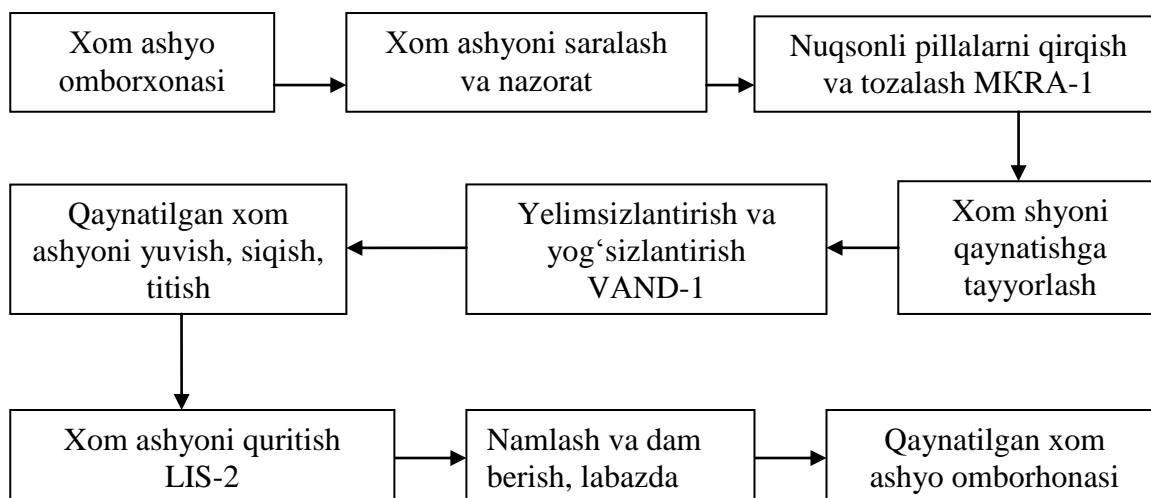 Xom ashyo
omborxonasi
Xom ashyoni saralash
va nazorat
Nuqsonli pillalarni qirqish
va tozalash MKRA-1
Xom shyoni
qaynatishga
tayyorlash
Yelimsizlantirish va
yog‘sizlantirish
VAND-1
Qaynatilgan xom
ashyoni yuvish, siqish,
titish
Xom ashyoni quritish
LIS-2
Namlash va dam
berish, labazda
Qaynatilgan xom
ashyo omborhonasi